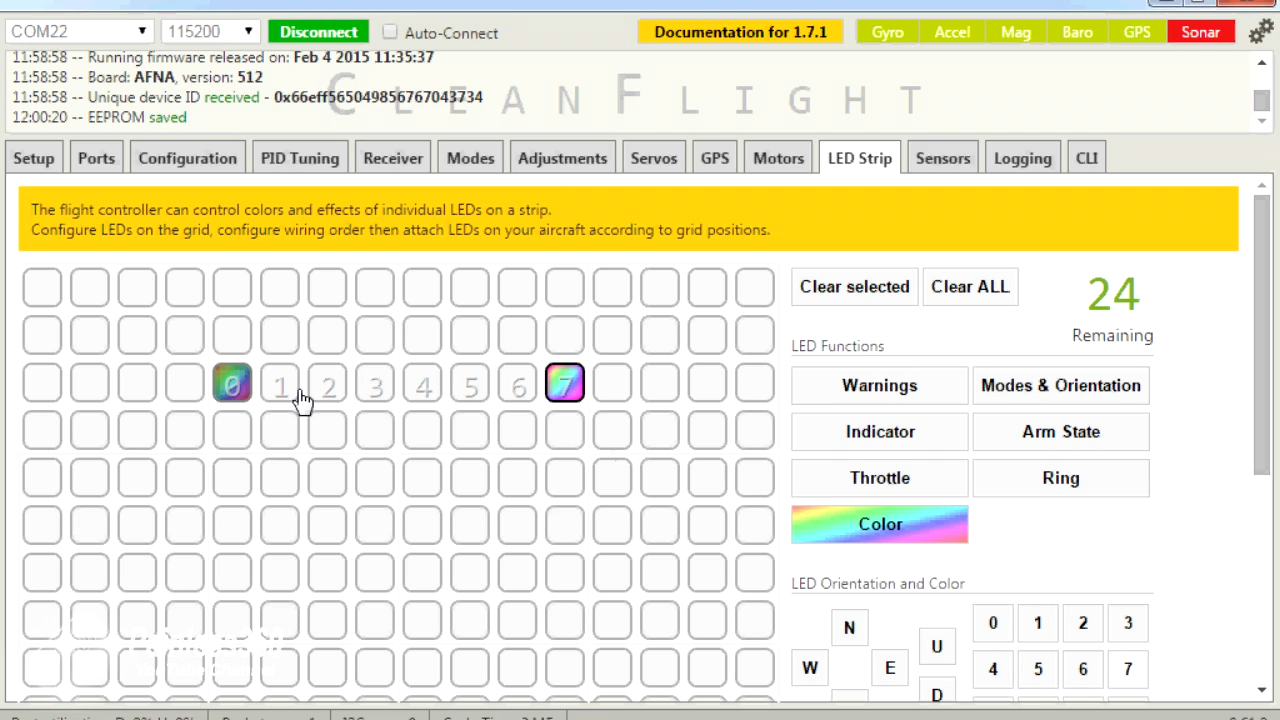 COM22 115200 Disconnect Auto-Connect Documentation for 1.7.1 Gyro Accel Mag Baro GPS Sonar
11:58:58 -- Running firmware released on: Feb 4 2015 11:35:37
11:58:58 -- Board: AFNA, version: 512
11:58:58 -- Unique device ID received - 0x66eff565049856767043734
12:00:20 -- EEPROM saved
CLEANFLIGHT
Setup Ports Configuration PID Tuning Receiver Modes Adjustments Servos GPS Motors LED Strip Sensors Logging CLI
The flight controller can control colors and effects of individual LEDs on a strip.
Configure LEDs on the grid, configure wiring order then attach LEDs on your aircraft according to grid positions.
Clear selected Clear ALL 24
Remaining
LED Functions
0 1 2 3 4 5 6 7
Warnings Modes & Orientation
Indicator Arm State
Throttle Ring
Color
LED Orientation and Color
N U 0 1 2 3
W E D 4 5 6 7